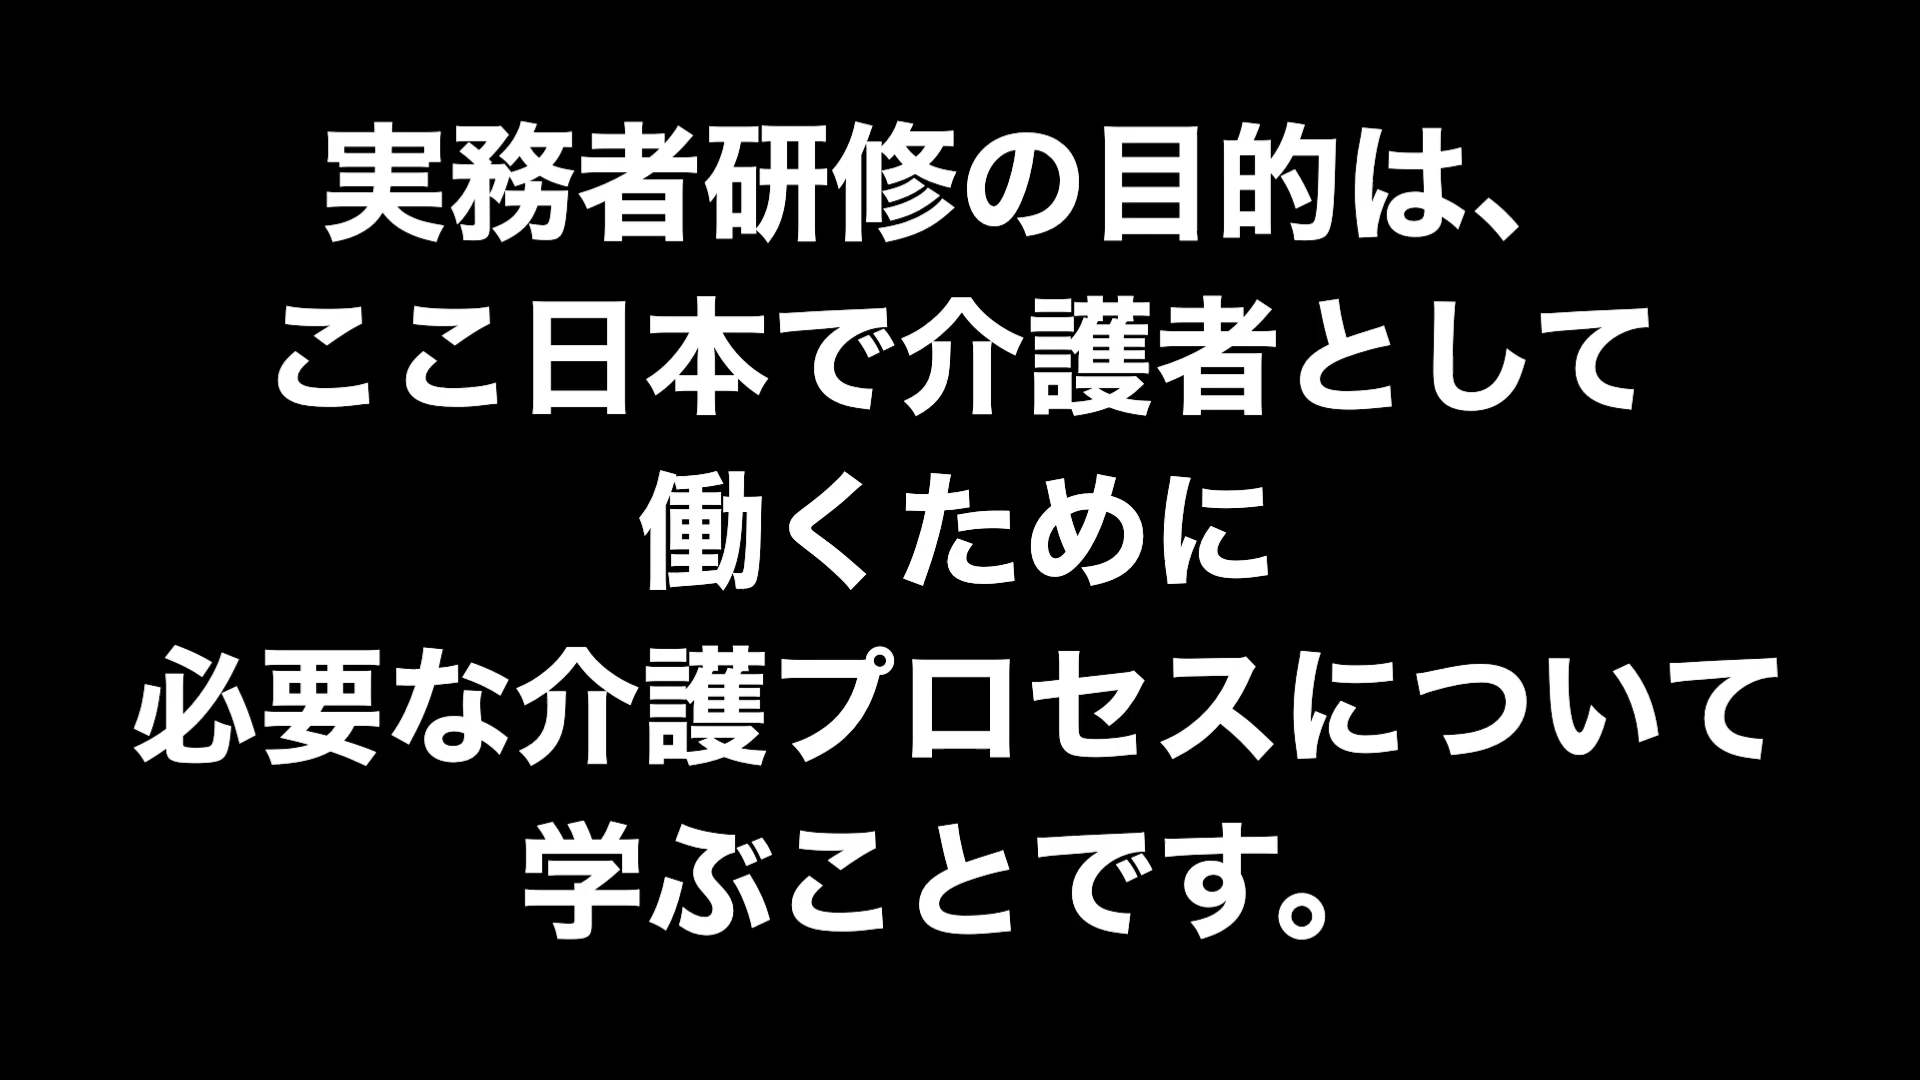 実務者研修の目的は、
ここ日本で介護者として
働くために
必要な介護プロセスについて
学ぶことです。